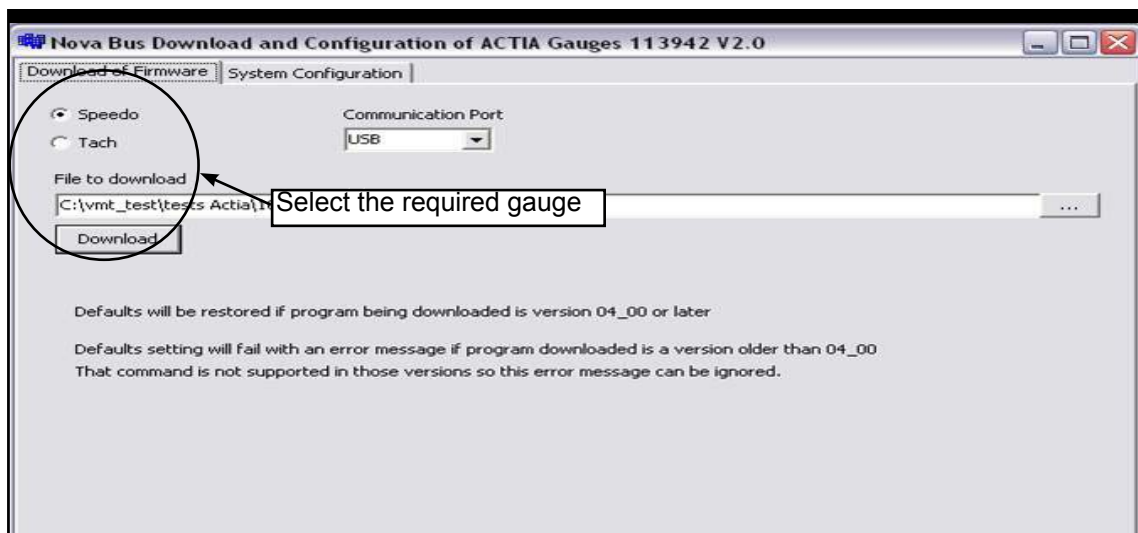 Nova Bus Download and Configuration of ACTIA Gauges 113942 V2.0
Download of Firmware System Configuration
Speedo Communication Port
Tach USB
File to download
C:\vmt_test\tests Actia\ Select the required gauge ...
Download
Defaults will be restored if program being downloaded is version 04_00 or later
Defaults setting will fail with an error message if program downloaded is a version older than 04_00
That command is not supported in those versions so this error message can be ignored.